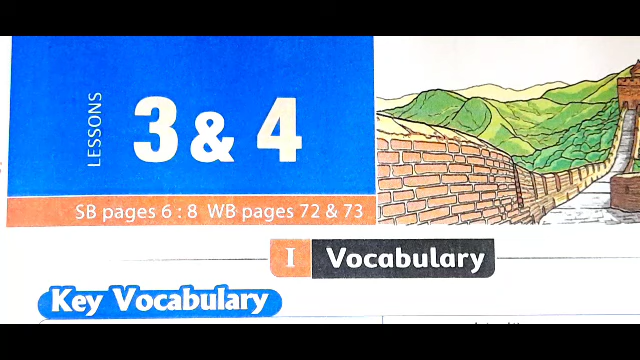 LESSONS
3 & 4
SB pages 6 : 8 WB pages 72 & 73
I Vocabulary
Key Vocabulary